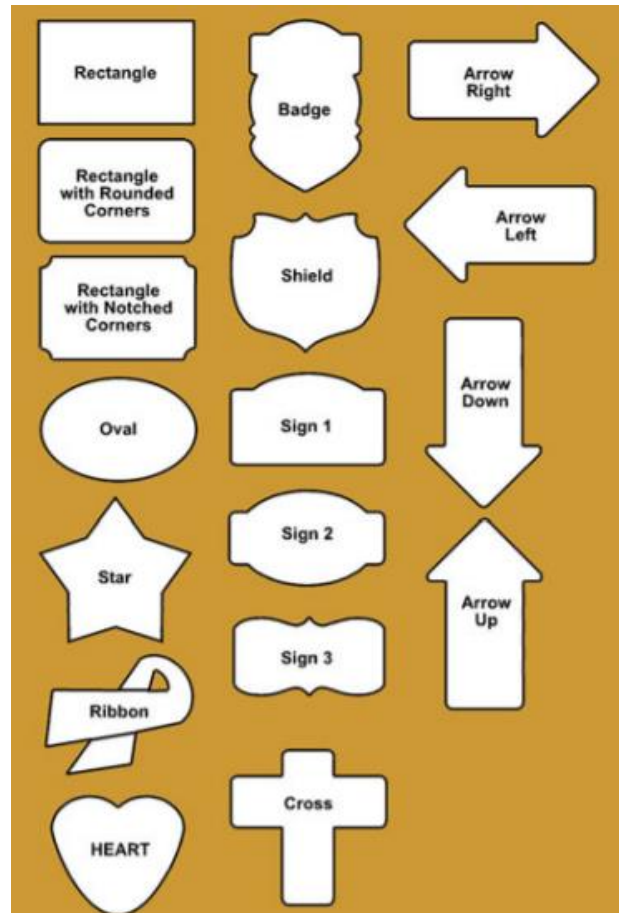 Rectangle
Rectangle
with Rounded
Corners
Rectangle
with Notched
Corners
Oval
Star
Ribbon
HEART
Badge
Shield
Sign 1
Sign 2
Sign 3
Cross
Arrow
Right
Arrow
Left
Arrow
Down
Arrow
Up